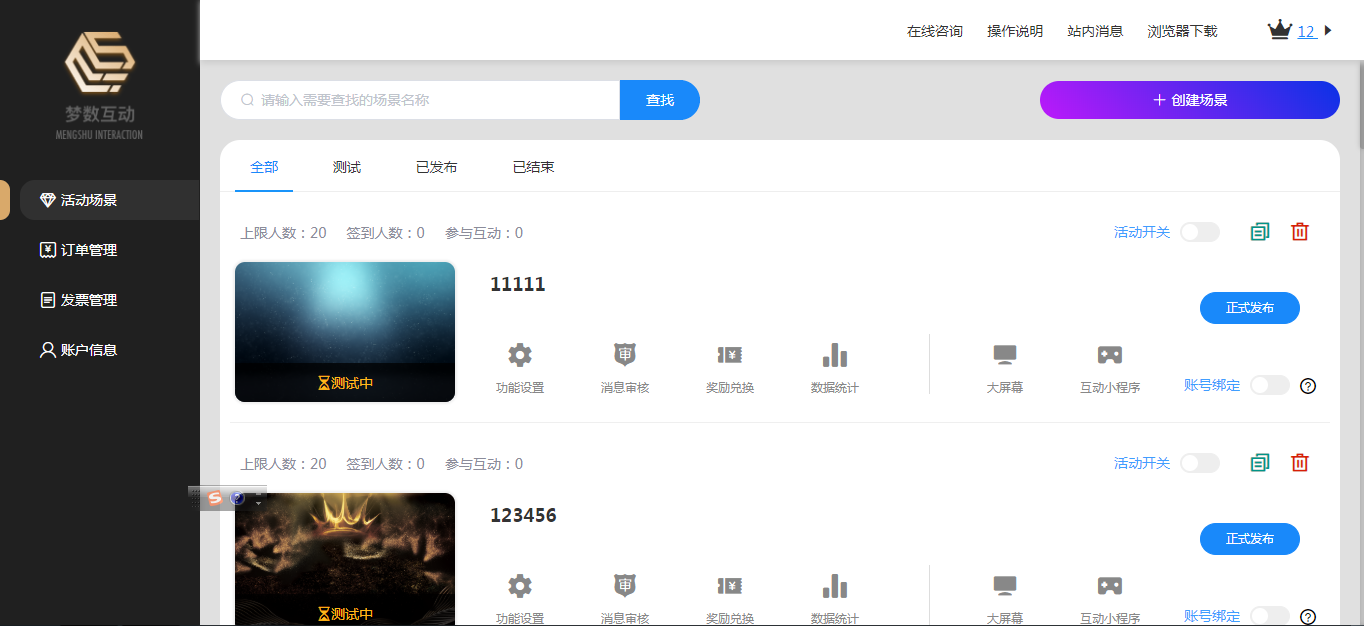 梦数互动
MENGSHU INTERACTION
活动场景
订单管理
发票管理
账户信息
在线咨询 操作说明 站内消息 浏览器下载 12
请输入需要查找的场景名称 查找 创建场景
全部 测试 已发布 已结束
上限人数：20 签到人数：0 参与互动：0 活动开关
11111
正式发布
测试中
功能设置 消息审核 奖励兑换 数据统计 大屏幕 互动小程序 账号绑定
上限人数：20 签到人数：0 参与互动：0 活动开关
123456
正式发布
测试中
功能设置 消息审核 奖励兑换 数据统计 大屏幕 互动小程序 账号绑定